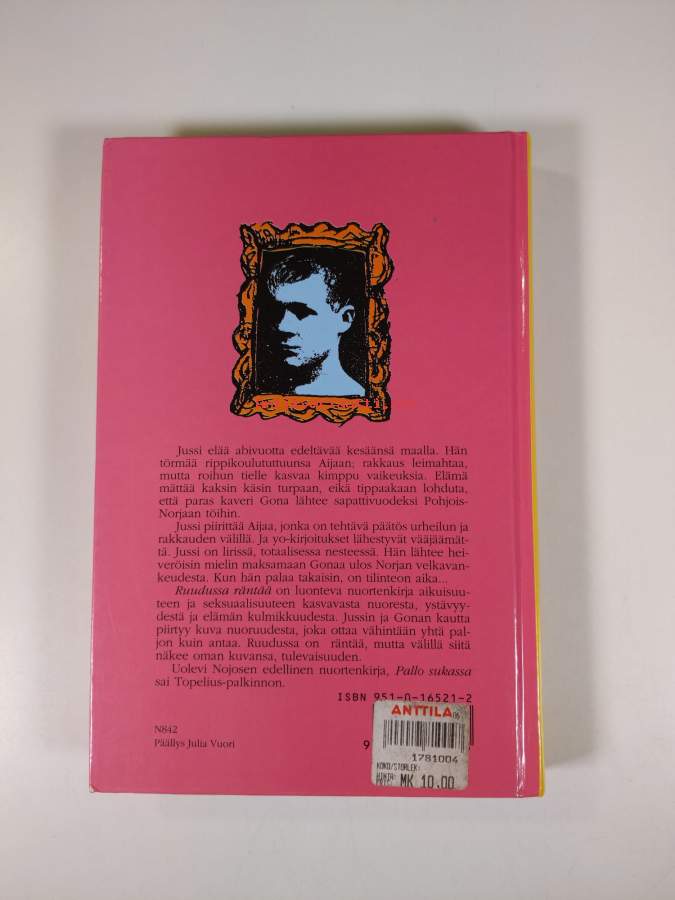 Jussi elää abivuotta edeltävää kesäänsä maalla. Hän
törmää rippikoulututtuunsa Aijaan; rakkaus leimahtaa,
mutta roihun tielle kasvaa kimppu vaikeuksia. Elämä
mättää kaksin käsin turpaan, eikä tippaakaan lohduta,
että paras kaveri Gona lähtee sapattivuodeksi Pohjois-
Norjaan töihin.
Jussi piirittää Aijaa, jonka on tehtävä päätös urheilun ja
rakkauden välillä. Ja yo-kirjoitukset lähestyvät vääjäämät-
tä. Jussi on lirissä, totaalisessa nesteessä. Hän lähtee hei-
veröisin mielin maksamaan Gonaa ulos Norjan velkavan-
keudesta. Kun hän palaa takaisin, on tilinteon aika...
Ruudussa räntää on luonteva nuortenkirja aikuisuu-
teen ja seksuaalisuuteen kasvavasta nuoresta, ystävyy-
destä ja elämän kulmikkuudesta. Jussin ja Gonan kautta
piirtyy kuva nuoruudesta, joka ottaa vähintään yhtä pal-
jon kuin antaa. Ruudussa on räntää, mutta välillä siitä
näkee oman kuvansa, tulevaisuuden.
Uolevi Nojosen edellinen nuortenkirja, Pallo sukassa
sai Topelius-palkinnon.
ISBN 951-0-16521-2
N842
Päällys Julia Vuori
9
ANTTILA 06
1781004
KOKO/STORLEK:
MK 10.00